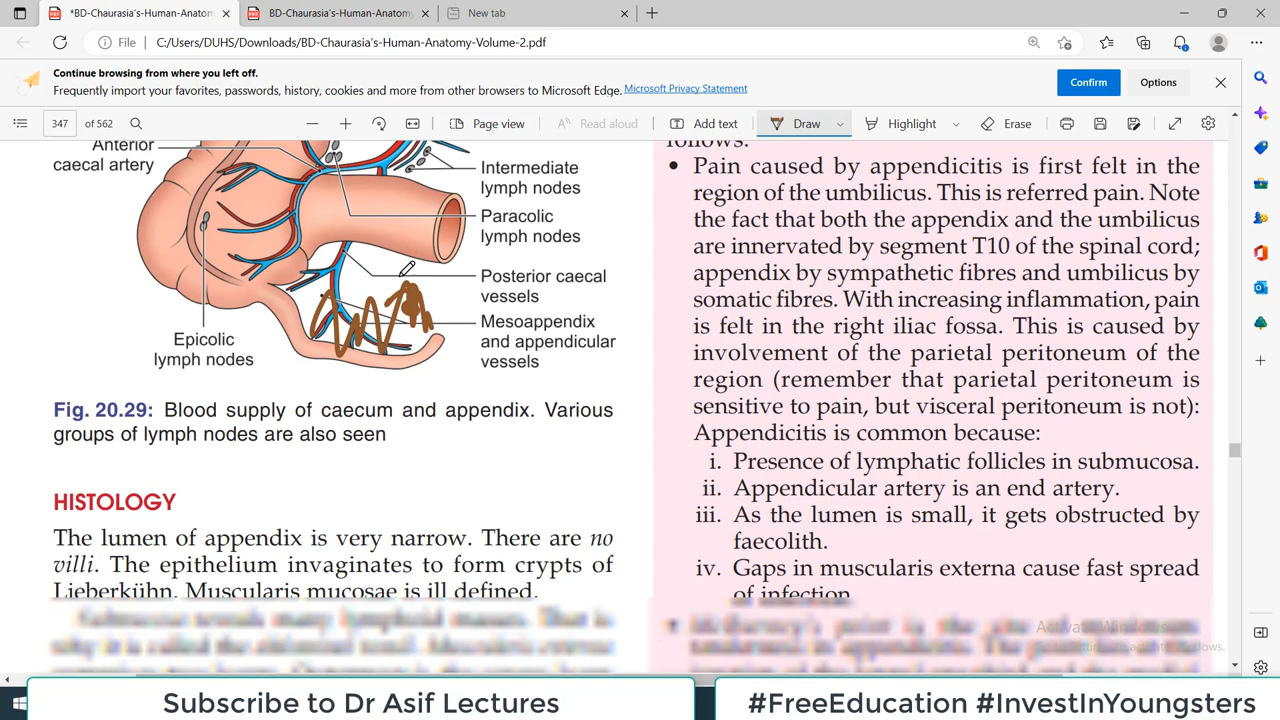 *BD-Chaurasia's-Human-Anatomy-
BD-Chaurasia's-Human-Anatomy
New tab
File
C:/Users/DUHS/Downloads/BD-Chaurasia's-Human-Anatomy-Volume-2.pdf
Continue browsing from where you left off.
Frequently import your favorites, passwords, history, cookies and more from other browsers to Microsoft Edge. Microsoft Privacy Statement
Confirm
Options
347 of 562
Page view
Read aloud
Add text
Draw
Highlight
Erase
Anterior
caecal artery
Intermediate
lymph nodes
Paracolic
lymph nodes
Posterior caecal
vessels
Mesoappendix
and appendicular
vessels
Epicolic
lymph nodes
Fig. 20.29: Blood supply of caecum and appendix. Various
groups of lymph nodes are also seen
HISTOLOGY
The lumen of appendix is very narrow. There are no
villi. The epithelium invaginates to form crypts of
Lieberkühn. Muscularis mucosae is ill defined.
follows.
• Pain caused by appendicitis is first felt in the
region of the umbilicus. This is referred pain. Note
the fact that both the appendix and the umbilicus
are innervated by segment T10 of the spinal cord;
appendix by sympathetic fibres and umbilicus by
somatic fibres. With increasing inflammation, pain
is felt in the right iliac fossa. This is caused by
involvement of the parietal peritoneum of the
region (remember that parietal peritoneum is
sensitive to pain, but visceral peritoneum is not):
Appendicitis is common because:
i. Presence of lymphatic follicles in submucosa.
ii. Appendicular artery is an end artery.
iii. As the lumen is small, it gets obstructed by
faecolith.
iv. Gaps in muscularis externa cause fast spread
of infection.
Subscribe to Dr Asif Lectures
#FreeEducation #InvestInYoungsters